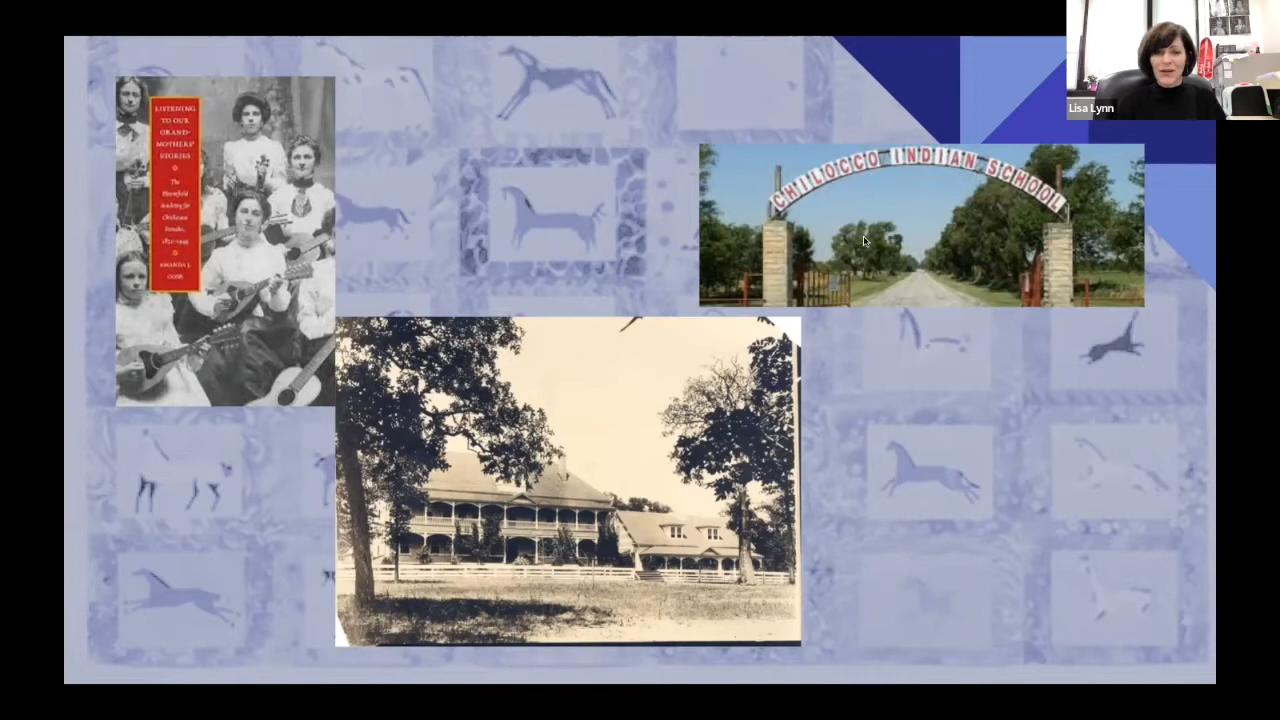 LISTENING
TO OUR
GRAND-
MOTHERS'
STORIES
The
Bloomfield
Academy for
Chickasaw
Females,
1852–1949
AMANDA J.
COBB
CHILOCCO INDIAN SCHOOL
Lisa Lynn